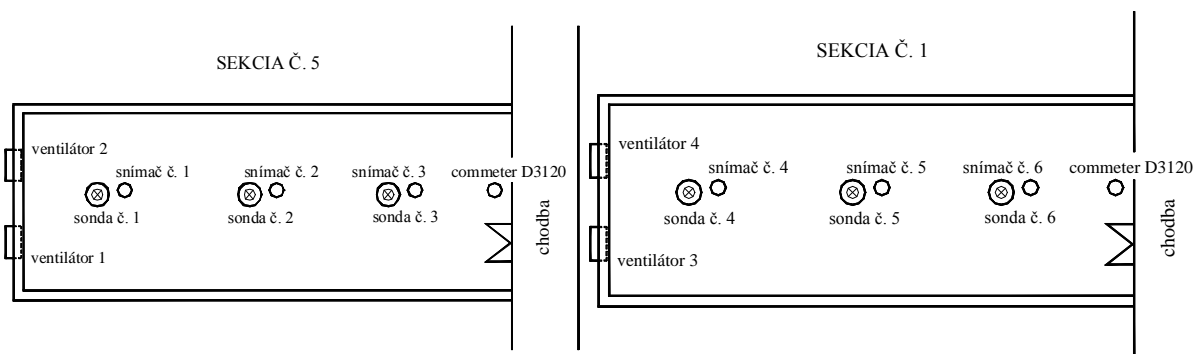 SEKCIA Č. 5
ventilátor 2
snímač č. 1
snímač č. 2
snímač č. 3
commeter D3120
sonda č. 1
sonda č. 2
sonda č. 3
ventilátor 1
chodba
SEKCIA Č. 1
ventilátor 4
snímač č. 4
snímač č. 5
snímač č. 6
commeter D3120
sonda č. 4
sonda č. 5
sonda č. 6
ventilátor 3
chodba